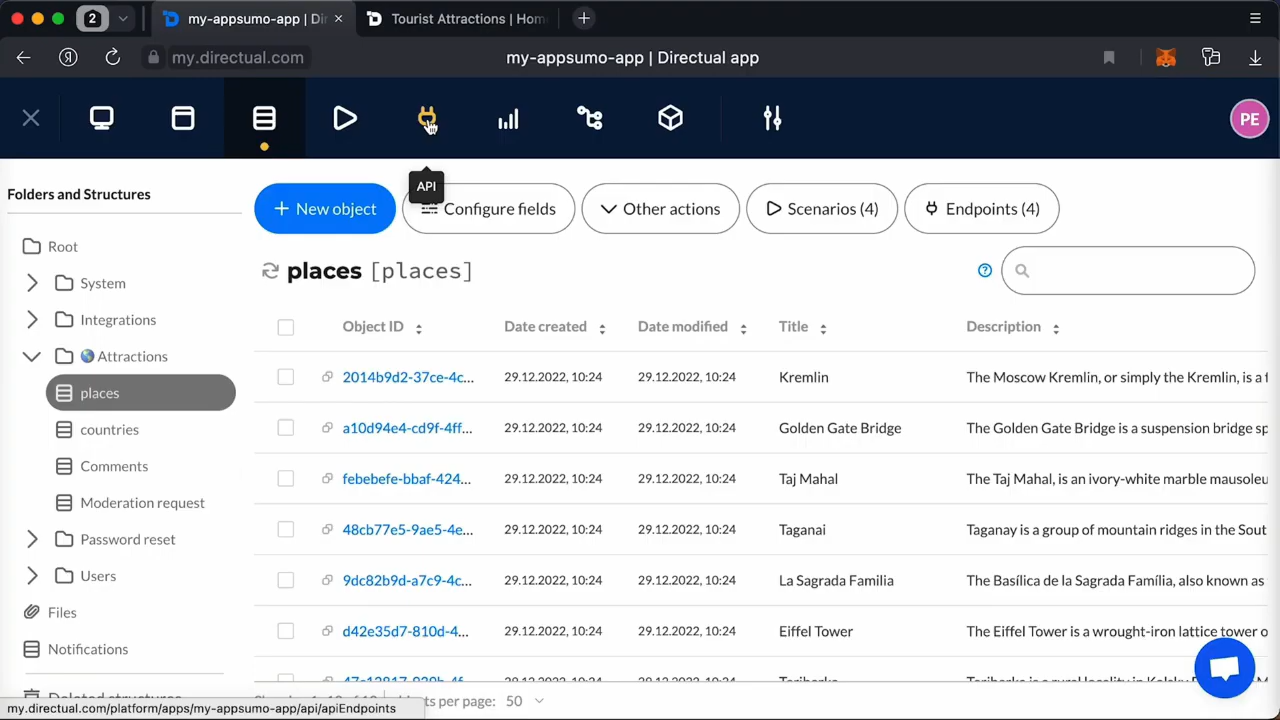 2
my-appsumo-app | Dir
Tourist Attractions | Hom
my.directual.com
my-appsumo-app | Directual app
PE
API
Folders and Structures
Root
System
Integrations
Attractions
places
countries
Comments
Moderation request
Password reset
Users
Files
Notifications
Deleted structures
my.directual.com/platform/apps/my-appsumo-app/api/apiEndpoints
+ New object
Configure fields
Other actions
Scenarios (4)
Endpoints (4)
places [places]
Object ID Date created Date modified Title Description
2014b9d2-37ce-4c... 29.12.2022, 10:24 29.12.2022, 10:24 Kremlin The Moscow Kremlin, or simply the Kremlin, is a f
a10d94e4-cd9f-4ff... 29.12.2022, 10:24 29.12.2022, 10:24 Golden Gate Bridge The Golden Gate Bridge is a suspension bridge sp
febebefe-bbaf-424... 29.12.2022, 10:24 29.12.2022, 10:24 Taj Mahal The Taj Mahal, is an ivory-white marble mausoleu
48cb77e5-9ae5-4e... 29.12.2022, 10:24 29.12.2022, 10:24 Taganai Taganay is a group of mountain ridges in the Sout
9dc82b9d-a7c9-4c... 29.12.2022, 10:24 29.12.2022, 10:24 La Sagrada Familia The Basílica de la Sagrada Família, also known as
d42e35d7-810d-4... 29.12.2022, 10:24 29.12.2022, 10:24 Eiffel Tower The Eiffel Tower is a wrought-iron lattice tower o
ts per page: 50